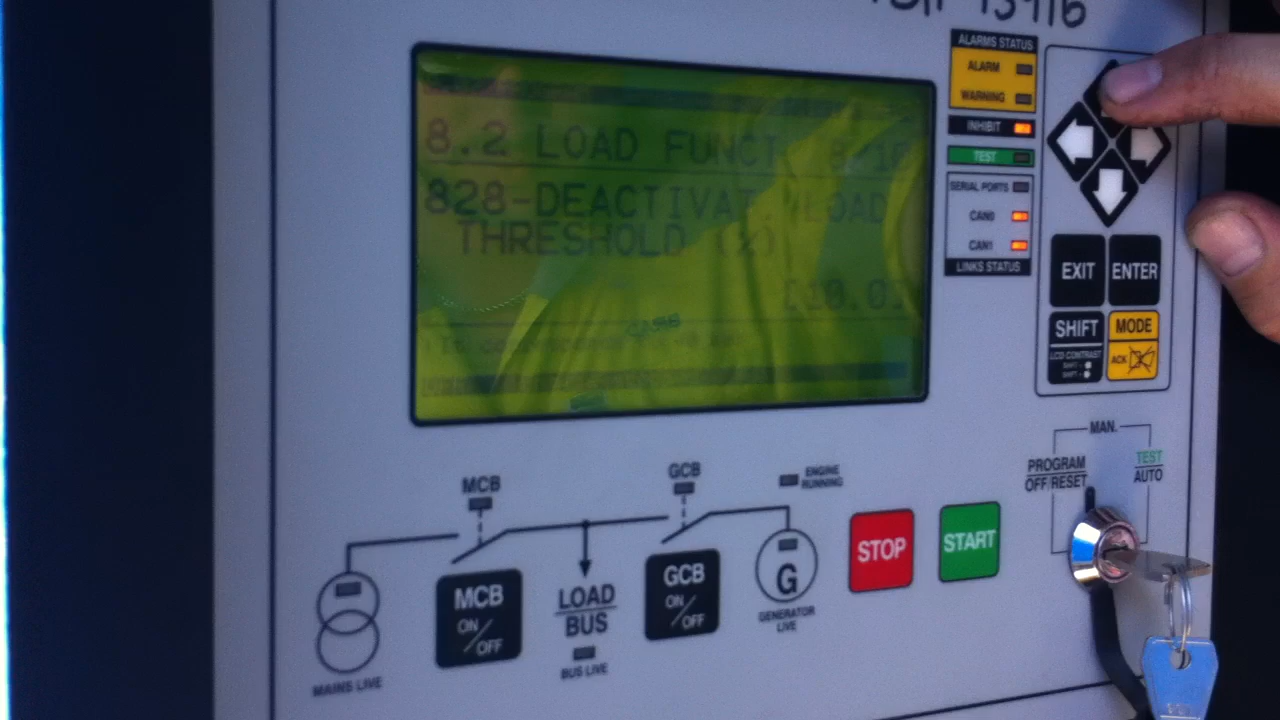 ALARMS STATUS
ALARM
WARNING
INHIBIT
TEST
SERIAL PORTS
CAN0
CAN1
LINKS STATUS
8.2 LOAD FUNCT.
828-DEACTIVAT. LOAD
THRESHOLD (%)
EXIT
ENTER
SHIFT
LCD CONTRAST
MODE
ACK
MAN.
PROGRAM
OFF/RESET
TEST
AUTO
MCB
GCB
ENGINE
RUNNING
STOP
START
MCB
ON/OFF
LOAD
BUS
BUS LIVE
GCB
ON/OFF
G
GENERATOR
LIVE
MAINS LIVE